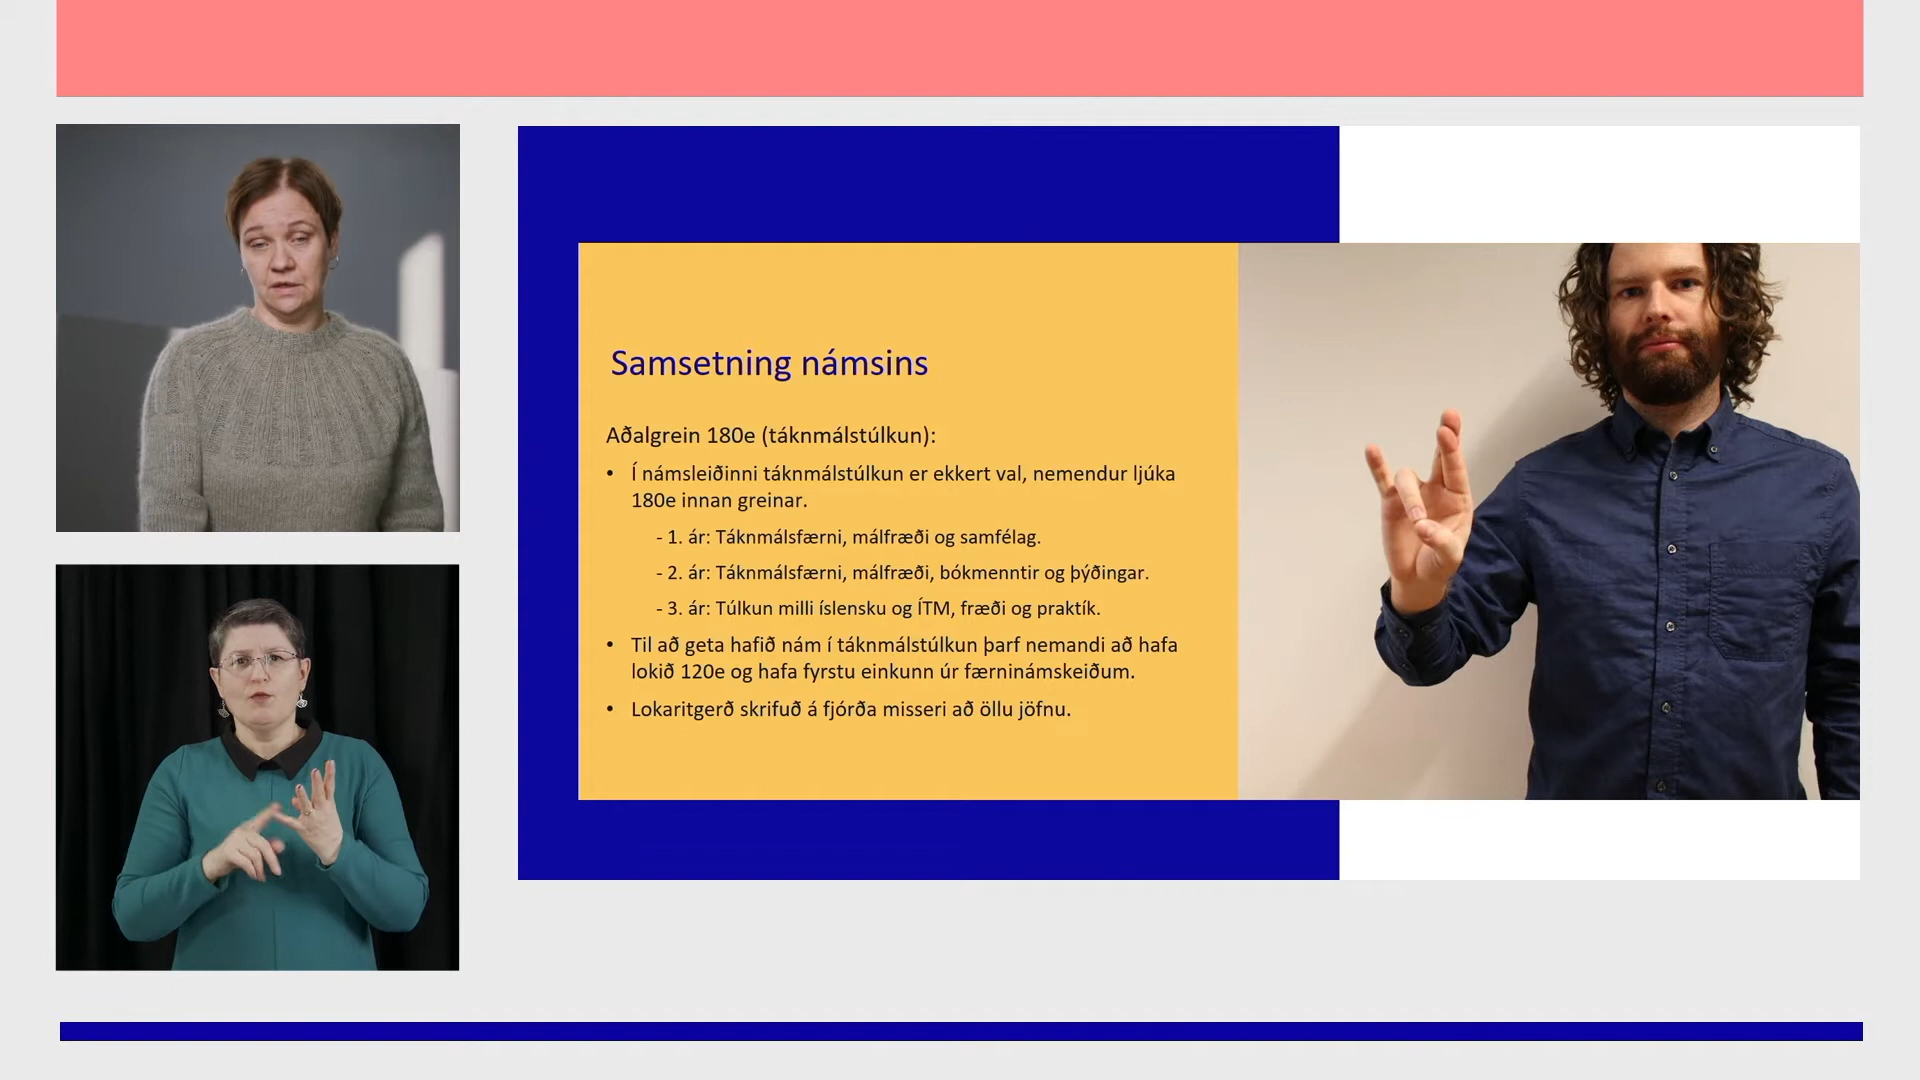 Samsetning námsins
Aðalgrein 180e (táknmálstúlkun):
• Í námsleiðinni táknmálstúlkun er ekkert val, nemendur ljúka
180e innan greinar.
- 1. ár: Táknmálsfærni, málfræði og samfélag.
- 2. ár: Táknmálsfærni, málfræði, bókmenntir og þýðingar.
- 3. ár: Túlkun milli íslensku og ÍTM, fræði og praktík.
• Til að geta hafið nám í táknmálstúlkun þarf nemandi að hafa
lokið 120e og hafa fyrstu einkunn úr færninámskeiðum.
• Lokaritgerð skrifuð á fjórða misseri að öllu jöfnu.